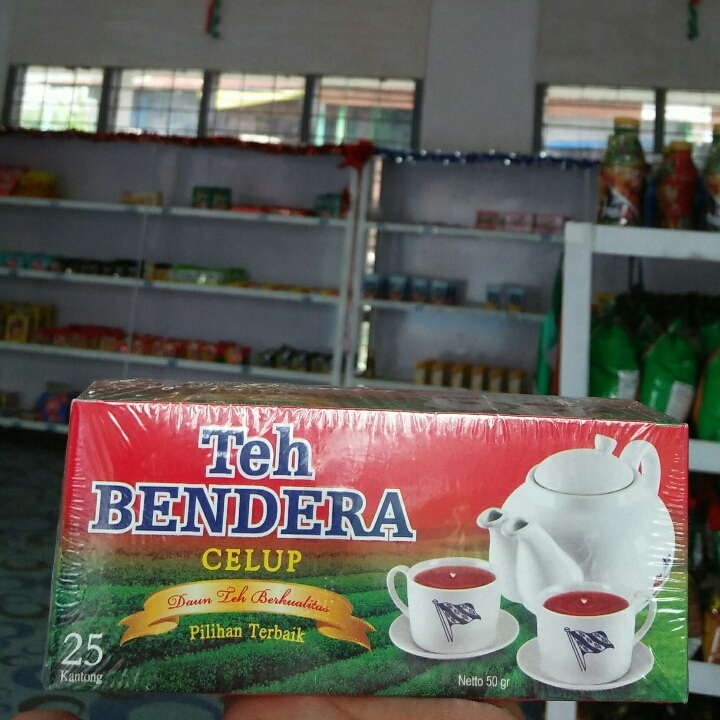 Teh
BENDERA
CELUP
Daun Teh Berkualitas
Pilihan Terbaik
25
Kantong
Netto 50 gr